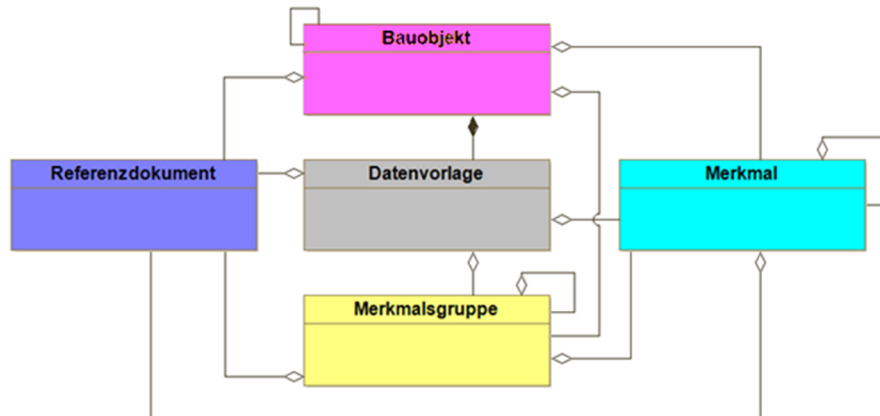 Bauobjekt
Referenzdokument
Datenvorlage
Merkmal
Merkmalsgruppe